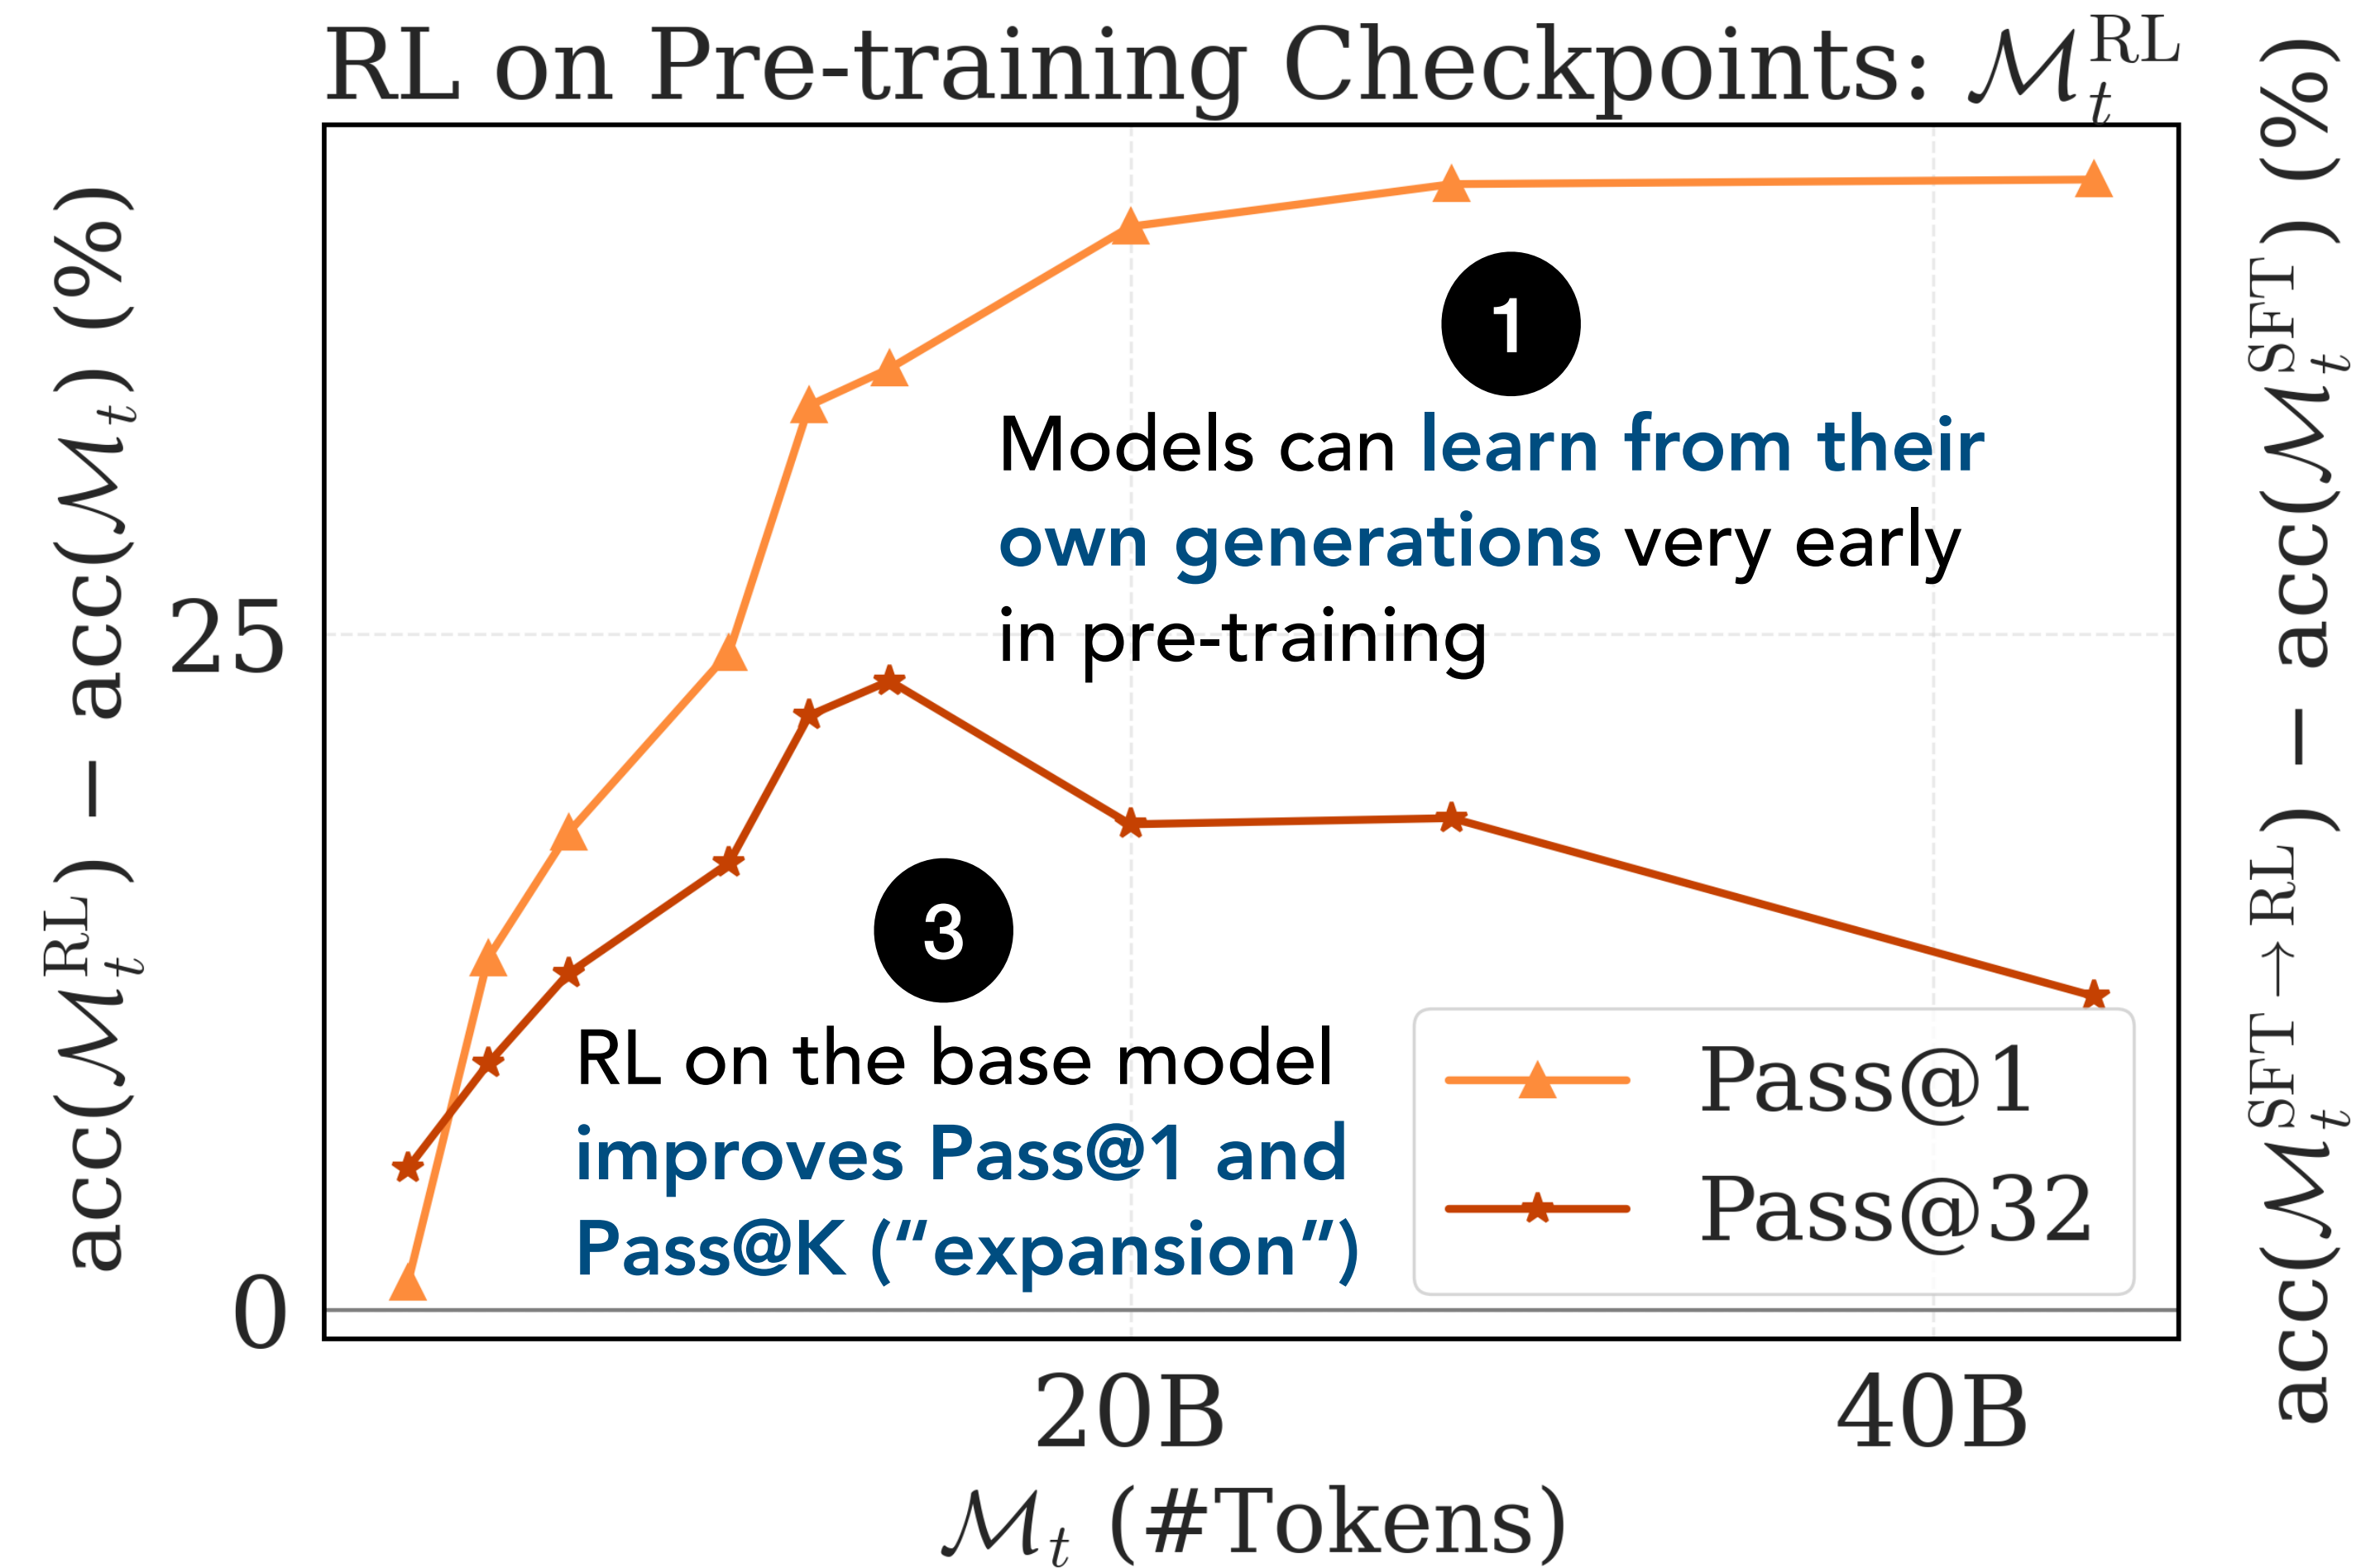 RL on Pre-training Checkpoints: ℳ_t^RL
acc(ℳ_t^RL) − acc(ℳ_t) (%)
25
0
1
Models can learn from their
own generations very early
in pre-training
3
RL on the base model
improves Pass@1 and
Pass@K (“expansion”)
Pass@1
Pass@32
20B
40B
ℳ_t (#Tokens)
acc(ℳ_t^SFT→RL) − acc(ℳ_t^SFT) (%)